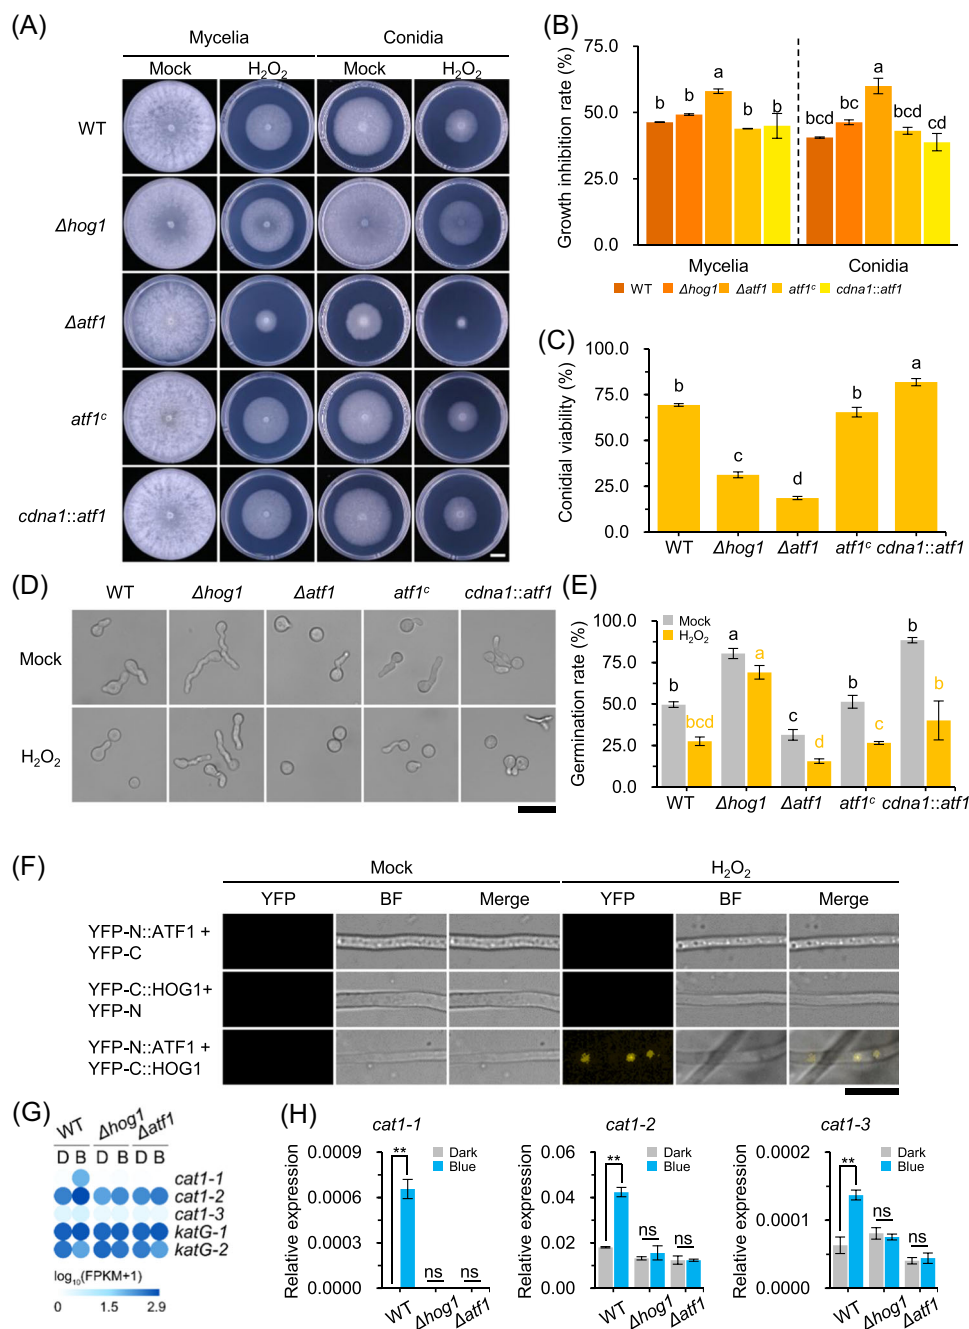 (A)
Mycelia Conidia
Mock H₂O₂ Mock H₂O₂
WT
Δhog1
Δatf1
atf1ᶜ
cdna1::atf1
(B)
Growth inhibition rate (%)
75.0
50.0
25.0
0.0
b b a b b
bcd bc a bcd cd
Mycelia Conidia
WT Δhog1 Δatf1 atf1ᶜ cdna1::atf1
(C)
Conidial viability (%)
100.0
75.0
50.0
25.0
0.0
b c d b a
WT Δhog1 Δatf1 atf1ᶜ cdna1::atf1
(D)
WT Δhog1 Δatf1 atf1ᶜ cdna1::atf1
Mock
H₂O₂
(E)
Germination rate (%)
100.0
75.0
50.0
25.0
0.0
Mock
H₂O₂
b bcd a a c d b c b b
WT Δhog1 Δatf1 atf1ᶜ cdna1::atf1
(F)
Mock H₂O₂
YFP BF Merge YFP BF Merge
YFP-N::ATF1 +
YFP-C
YFP-C::HOG1+
YFP-N
YFP-N::ATF1 +
YFP-C::HOG1
(G)
WT Δhog1 Δatf1
D B D B D B
cat1-1
cat1-2
cat1-3
katG-1
katG-2
log₁₀(FPKM+1)
0 1.5 2.9
(H)
cat1-1
Relative expression
0.0009
0.0006
0.0003
0.0000
** ns ns
WT Δhog1 Δatf1
cat1-2
Relative expression
0.06
0.04
0.02
0.00
Dark
Blue
** ns ns
WT Δhog1 Δatf1
cat1-3
Relative expression
0.0002
0.0001
0.0000
Dark
Blue
** ns ns
WT Δhog1 Δatf1